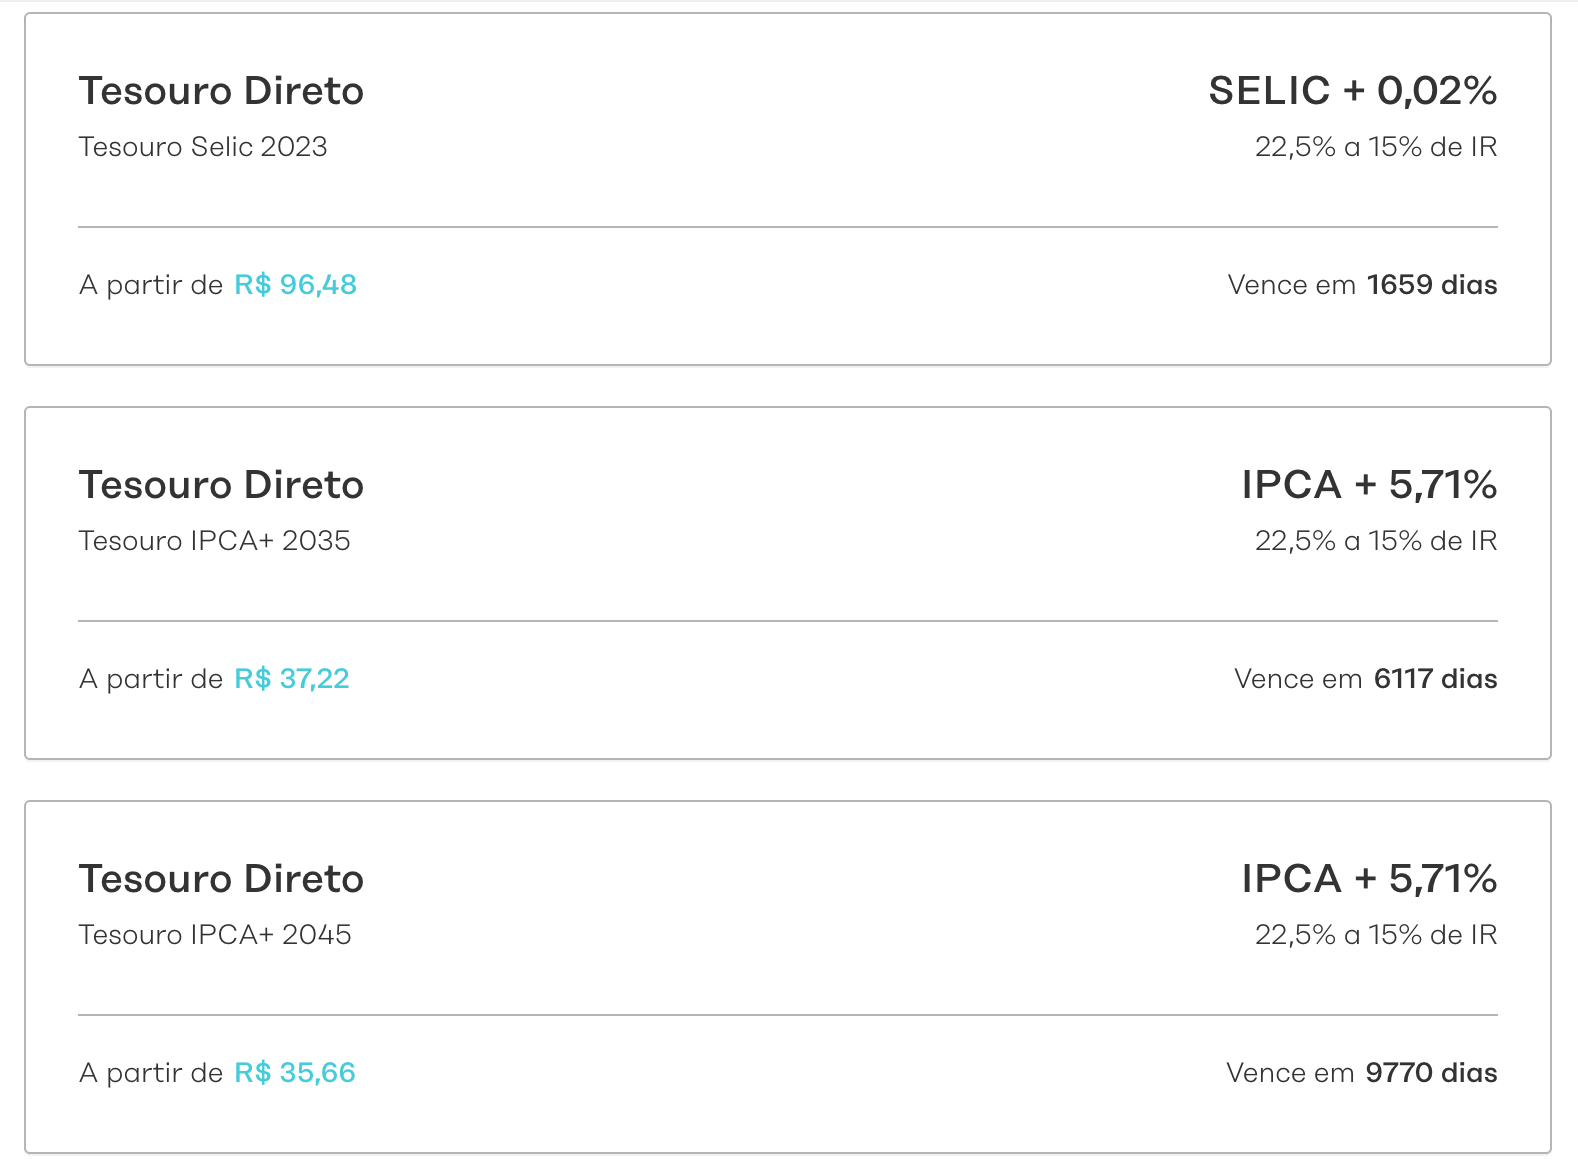 Tesouro Direto
SELIC + 0,02%
Tesouro Selic 2023
22,5% a 15% de IR
A partir de R$ 96,48
Vence em 1659 dias
Tesouro Direto
IPCA + 5,71%
Tesouro IPCA+ 2035
22,5% a 15% de IR
A partir de R$ 37,22
Vence em 6117 dias
Tesouro Direto
IPCA + 5,71%
Tesouro IPCA+ 2045
22,5% a 15% de IR
A partir de R$ 35,66
Vence em 9770 dias